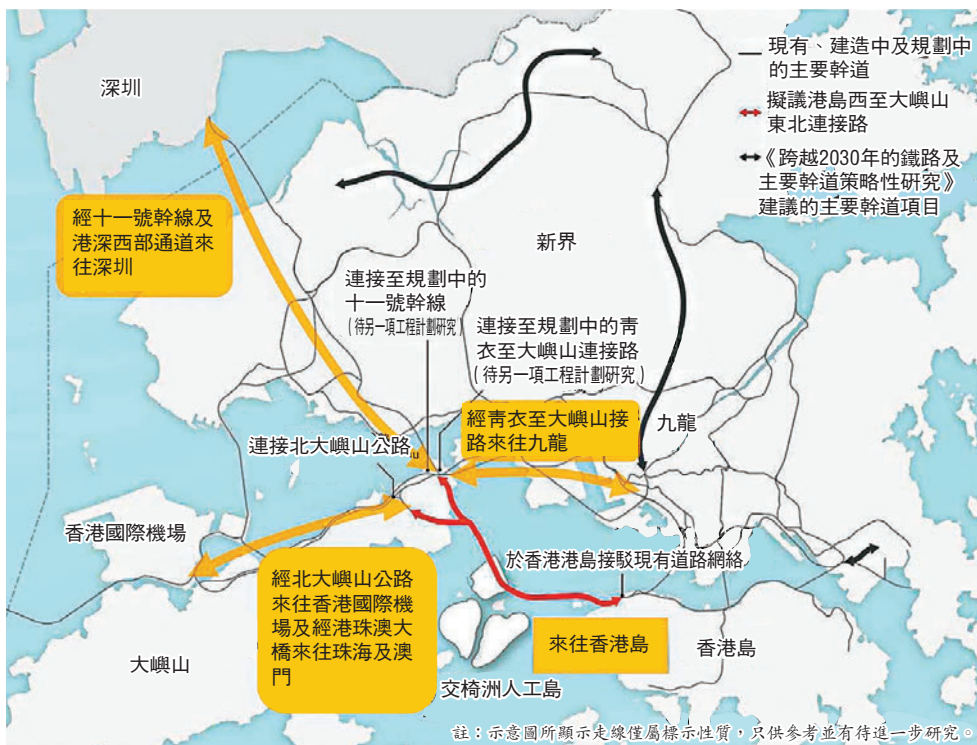 深圳
現有、建造中及規劃中
的主要幹道
擬議港島西至大嶼山
東北連接路
《跨越2030年的鐵路及
主要幹道策略性研究》
建議的主要幹道項目
經十一號幹線及
港深西部通道來
往深圳
新界
連接至規劃中的
十一號幹線
(待另一項工程計劃研究)
連接至規劃中的青
衣至大嶼山連接路
(待另一項工程計劃研究)
經青衣至大嶼山接
路來往九龍
九龍
連接北大嶼山公路
香港國際機場
於香港港島接駁現有道路網絡
經北大嶼山公路
來往香港國際機
場及經港珠澳大
橋來往珠海及澳
門
來往香港島
香港島
大嶼山
交椅洲人工島
註：示意圖所顯示走線僅屬標示性質，只供參考並有待進一步研究。